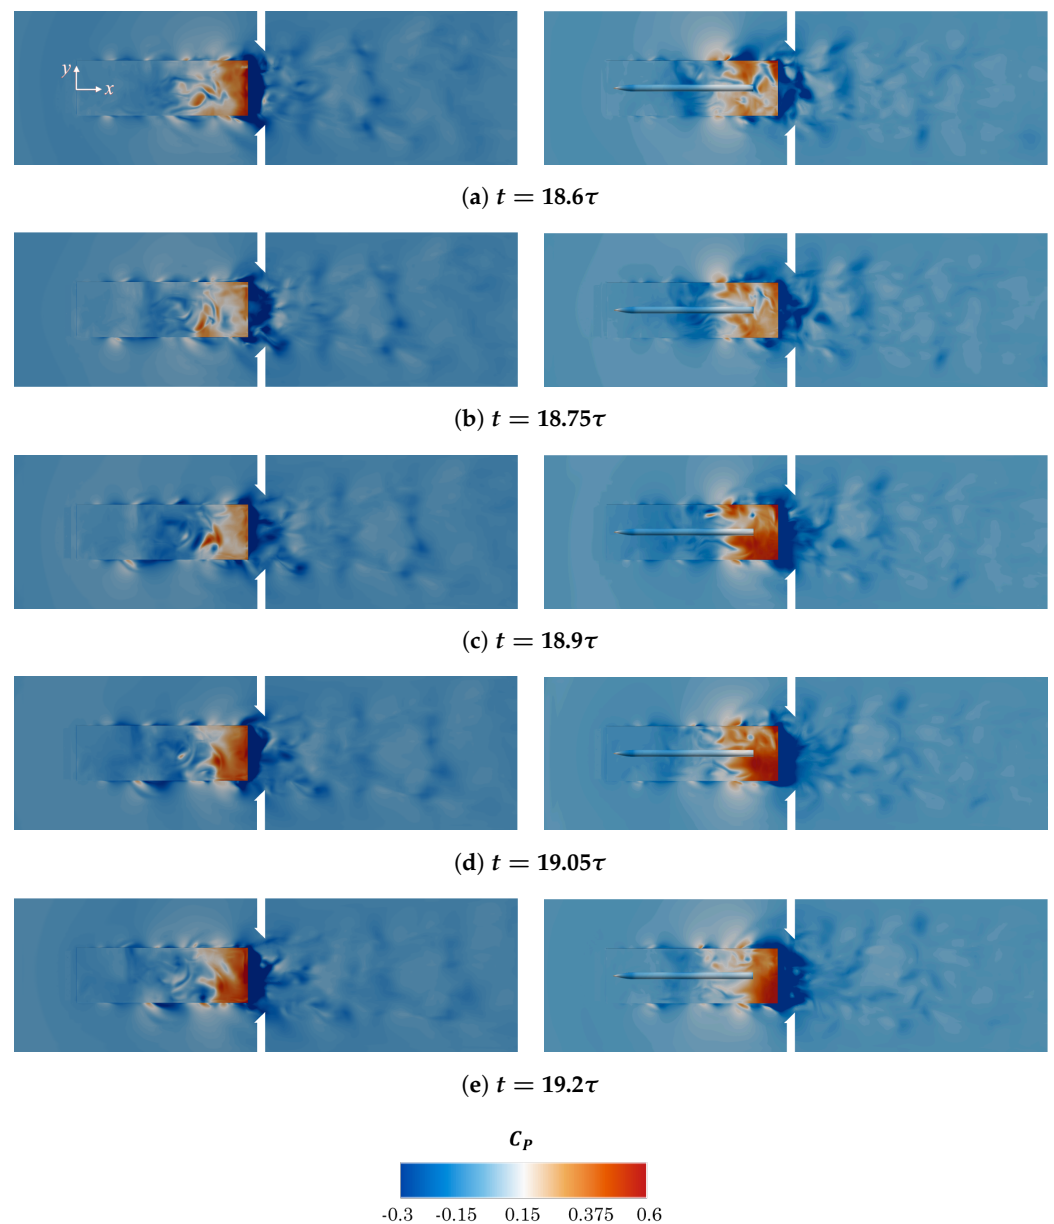 y
x
(a) t = 18.6τ
(b) t = 18.75τ
(c) t = 18.9τ
(d) t = 19.05τ
(e) t = 19.2τ
C_P
-0.3 -0.15 0.15 0.375 0.6